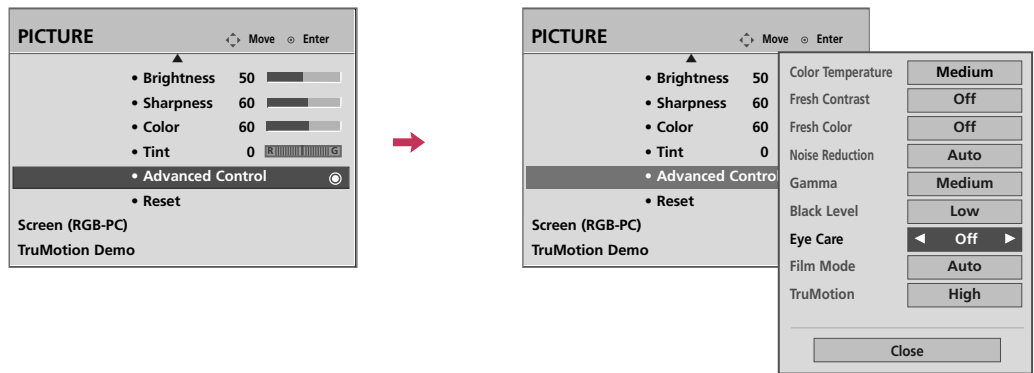 PICTURE
Move Enter
• Brightness 50
• Sharpness 60
• Color 60
• Tint 0 R G
• Advanced Control
• Reset
Screen (RGB-PC)
TruMotion Demo
PICTURE
Move Enter
• Brightness 50
• Sharpness 60
• Color 60
• Tint 0
• Advanced Control
• Reset
Screen (RGB-PC)
TruMotion Demo
Color Temperature Medium
Fresh Contrast Off
Fresh Color Off
Noise Reduction Auto
Gamma Medium
Black Level Low
Eye Care ◀ Off ▶
Film Mode Auto
TruMotion High
Close